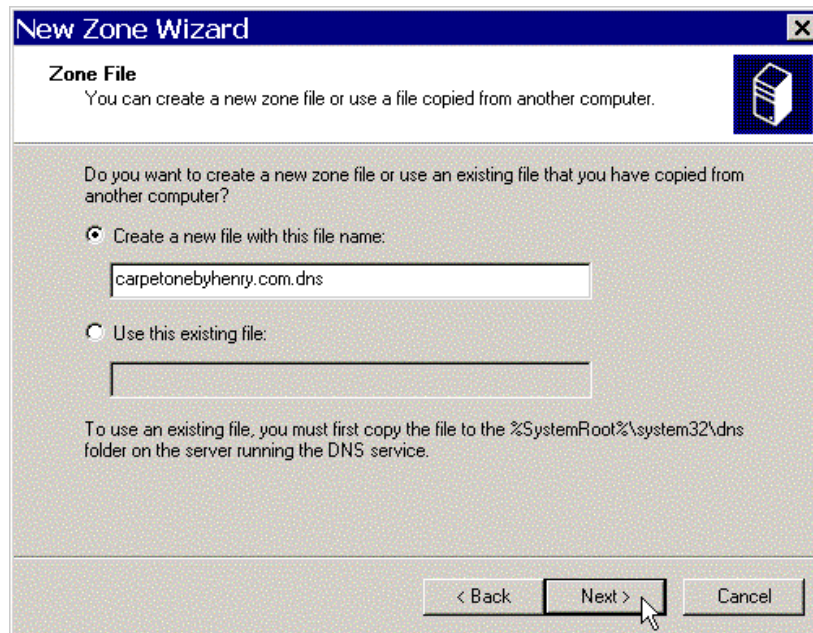 New Zone Wizard
Zone File
You can create a new zone file or use a file copied from another computer.
Do you want to create a new zone file or use an existing file that you have copied from
another computer?
Create a new file with this file name:
carpetonebyhenry.com.dns
Use this existing file:
To use an existing file, you must first copy the file to the %SystemRoot%\system32\dns
folder on the server running the DNS service.
< Back
Next >
Cancel